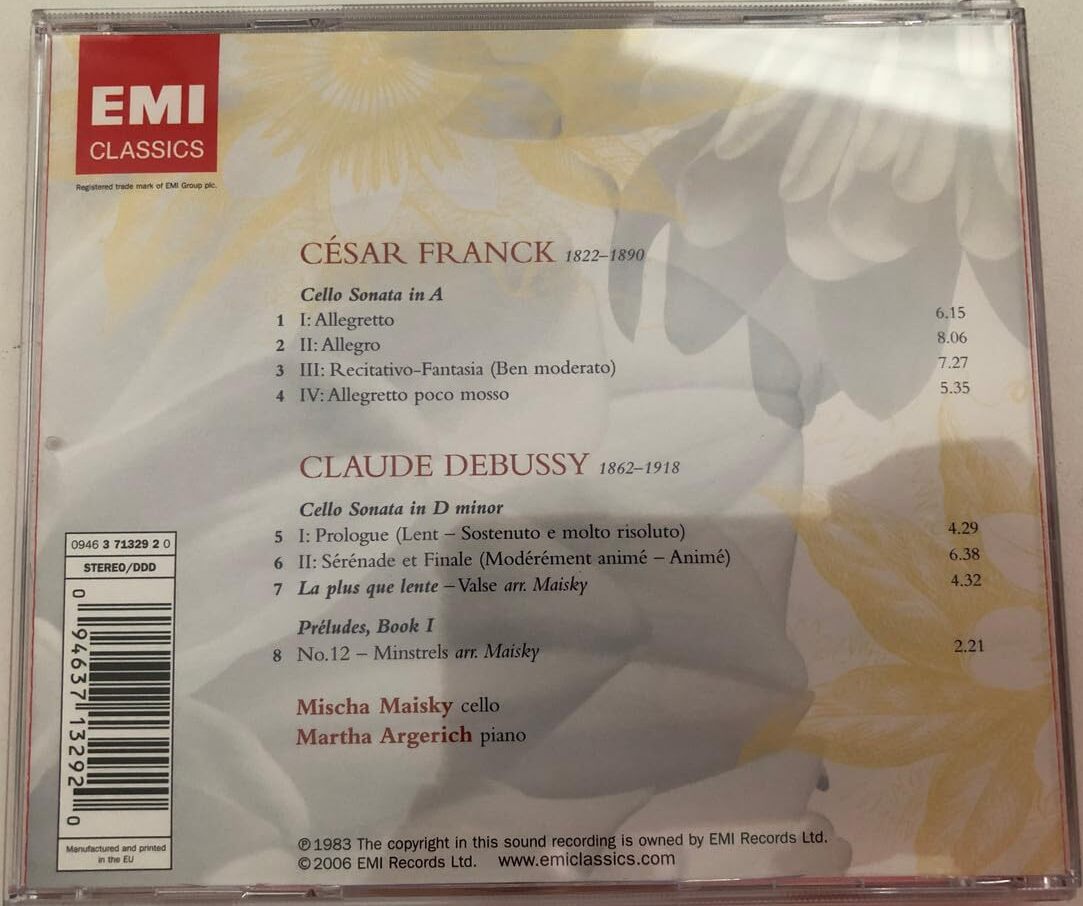 EMI
CLASSICS
Registered trade mark of EMI Group plc.
CÉSAR FRANCK 1822–1890
Cello Sonata in A
1 I: Allegretto 6.15
2 II: Allegro 8.06
3 III: Recitativo-Fantasia (Ben moderato) 7.27
4 IV: Allegretto poco mosso 5.35
CLAUDE DEBUSSY 1862–1918
Cello Sonata in D minor
5 I: Prologue (Lent – Sostenuto e molto risoluto) 4.29
6 II: Sérénade et Finale (Modérément animé – Animé) 6.38
7 La plus que lente – Valse arr. Maisky 4.32
Préludes, Book I
8 No.12 – Minstrels arr. Maisky 2.21
Mischa Maisky cello
Martha Argerich piano
0946 3 71329 2 0
STEREO/DDD
0 94637 13292 0
Manufactured and printed
in the EU
℗1983 The copyright in this sound recording is owned by EMI Records Ltd.
©2006 EMI Records Ltd. www.emiclassics.com